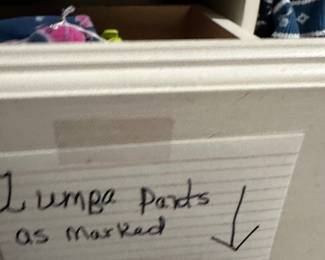 Zumba pants
as marked